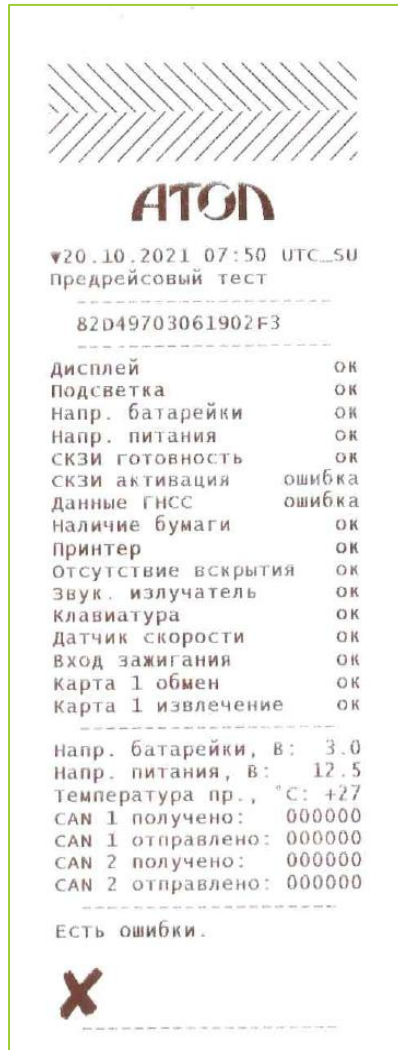 ATOL
▼20.10.2021 07:50 UTC_SU
Предрейсовый тест
82D49703061902F3
Дисплей ок
Подсветка ок
Напр. батарейки ок
Напр. питания ок
СКЗИ готовность ок
СКЗИ активация ошибка
Данные ГНСС ошибка
Наличие бумаги ок
Принтер ок
Отсутствие вскрытия ок
Звук. излучатель ок
Клавиатура ок
Датчик скорости ок
Вход зажигания ок
Карта 1 обмен ок
Карта 1 извлечение ок
Напр. батарейки, В: 3.0
Напр. питания, В: 12.5
Температура пр., °С: +27
CAN 1 получено: 000000
CAN 1 отправлено: 000000
CAN 2 получено: 000000
CAN 2 отправлено: 000000
Есть ошибки.